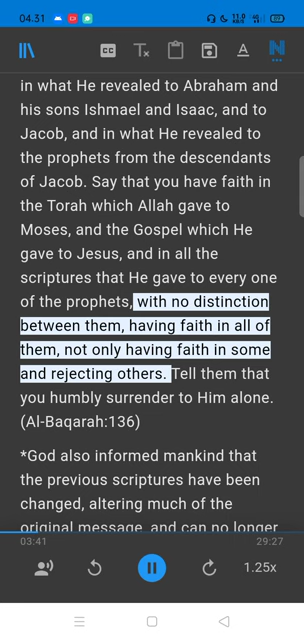 04.31
13.0
KB/s
4G
CC
T×
A
N
in what He revealed to Abraham and
his sons Ishmael and Isaac, and to
Jacob, and in what He revealed to
the prophets from the descendants
of Jacob. Say that you have faith in
the Torah which Allah gave to
Moses, and the Gospel which He
gave to Jesus, and in all the
scriptures that He gave to every one
of the prophets, with no distinction
between them, having faith in all of
them, not only having faith in some
and rejecting others. Tell them that
you humbly surrender to Him alone.
(Al-Baqarah:136)
*God also informed mankind that
the previous scriptures have been
changed, altering much of the
original message, and can no longer
03:41
29:27
1.25x